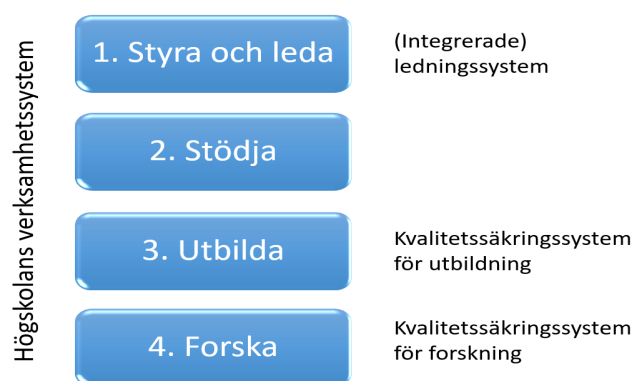 Högskolans verksamhetssystem
1. Styra och leda
(Integrerade)
ledningssystem
2. Stödja
3. Utbilda
Kvalitetssäkringssystem
för utbildning
4. Forska
Kvalitetssäkringssystem
för forskning